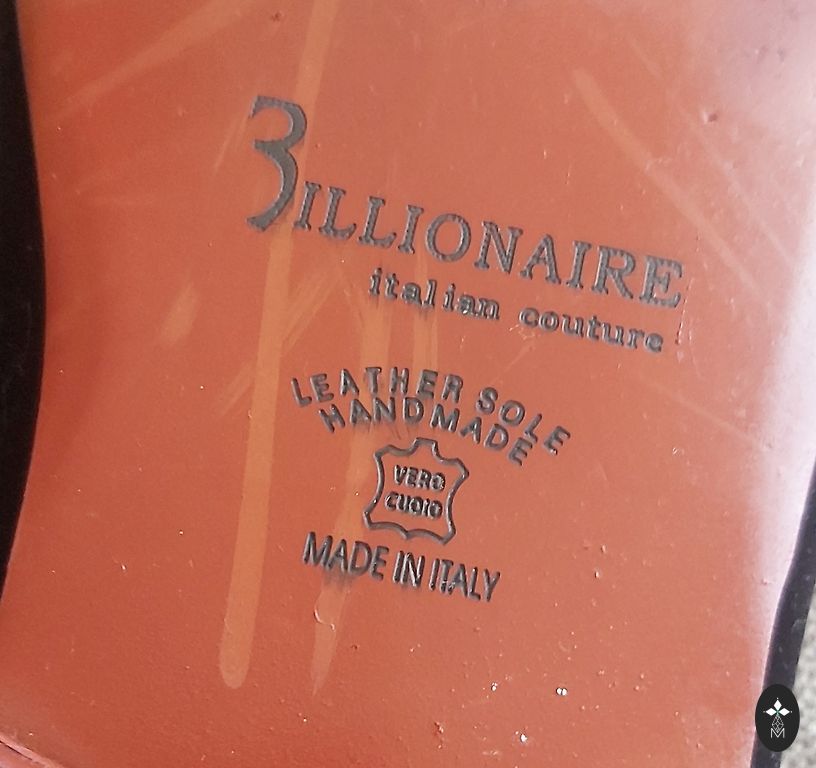 BILLIONAIRE
italian couture
LEATHER SOLE
HANDMADE
VERO
CUOIO
MADE IN ITALY
M